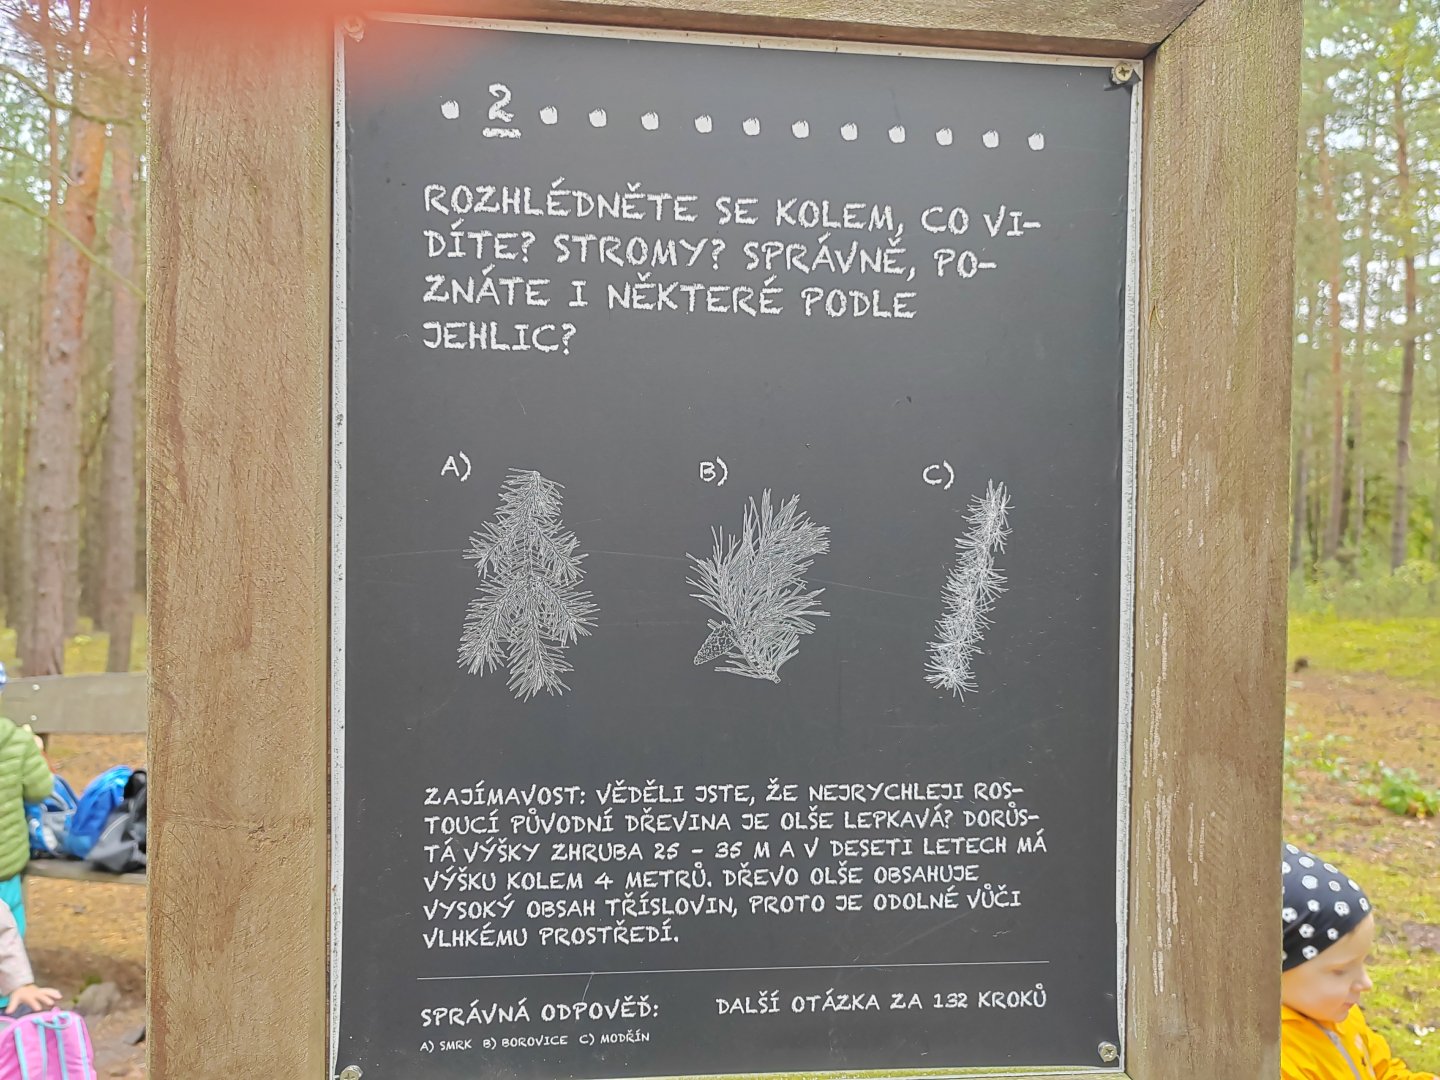 2
ROZHLÉDNĚTE SE KOLEM, CO VI-
DÍTE? STROMY? SPRÁVNĚ, PO-
ZNÁTE I NĚKTERÉ PODLE
JEHLIC?
A) B) C)
ZAJÍMAVOST: VĚDĚLI JSTE, ŽE NEJRYCHLEJI ROS-
TOUCÍ PŮVODNÍ DŘEVINA JE OLŠE LEPKAVÁ? DORŮS-
TÁ VÝŠKY ZHRUBA 25 - 35 M A V DESETI LETECH MÁ
VÝŠKU KOLEM 4 METRŮ. DŘEVO OLŠE OBSAHUJE
VYSOKÝ OBSAH TŘÍSLOVIN, PROTO JE ODOLNÉ VŮČI
VLHKÉMU PROSTŘEDÍ.
SPRÁVNÁ ODPOVĚĎ: DALŠÍ OTÁZKA ZA 132 KROKŮ
A) SMRK B) BOROVICE C) MODŘÍN